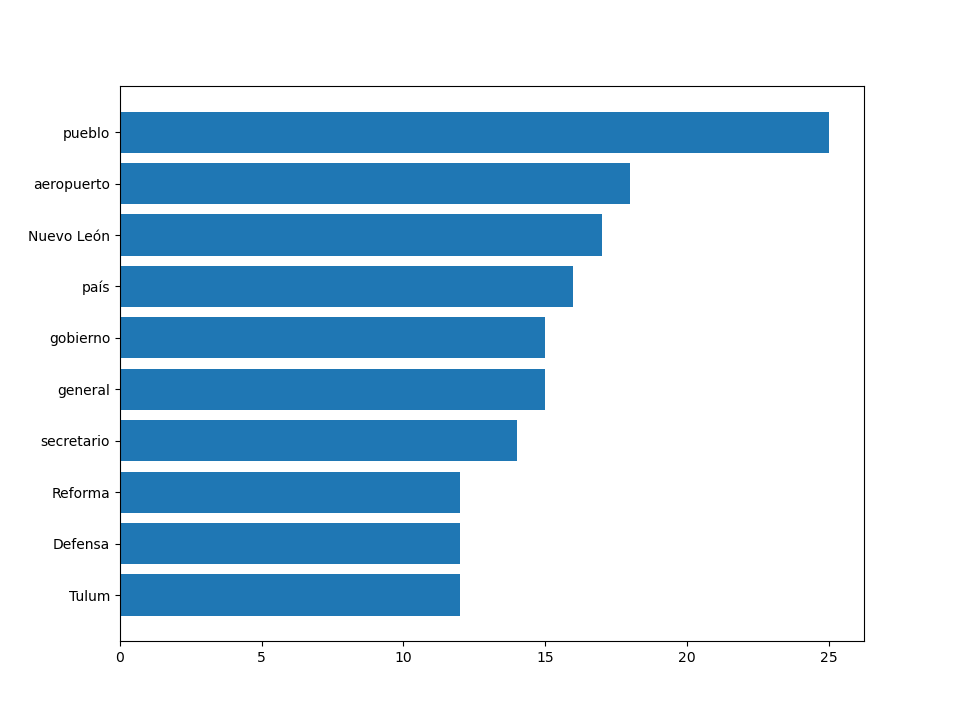 pueblo
aeropuerto
Nuevo León
país
gobierno
general
secretario
Reforma
Defensa
Tulum
0 5 10 15 20 25